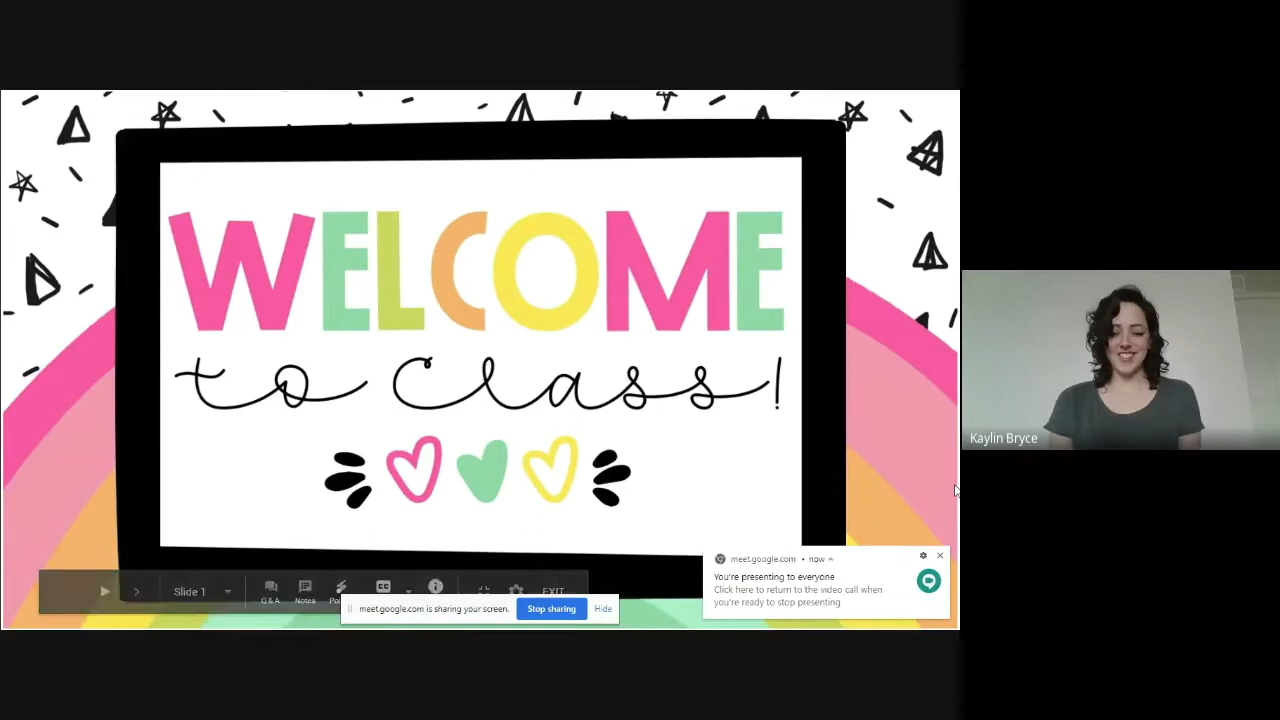 WELCOME
to Class!
Kaylin Bryce
meet.google.com • now
You're presenting to everyone
Click here to return to the video call when
you're ready to stop presenting
Slide 1
Q & A
Notes
EXIT
meet.google.com is sharing your screen.
Stop sharing
Hide